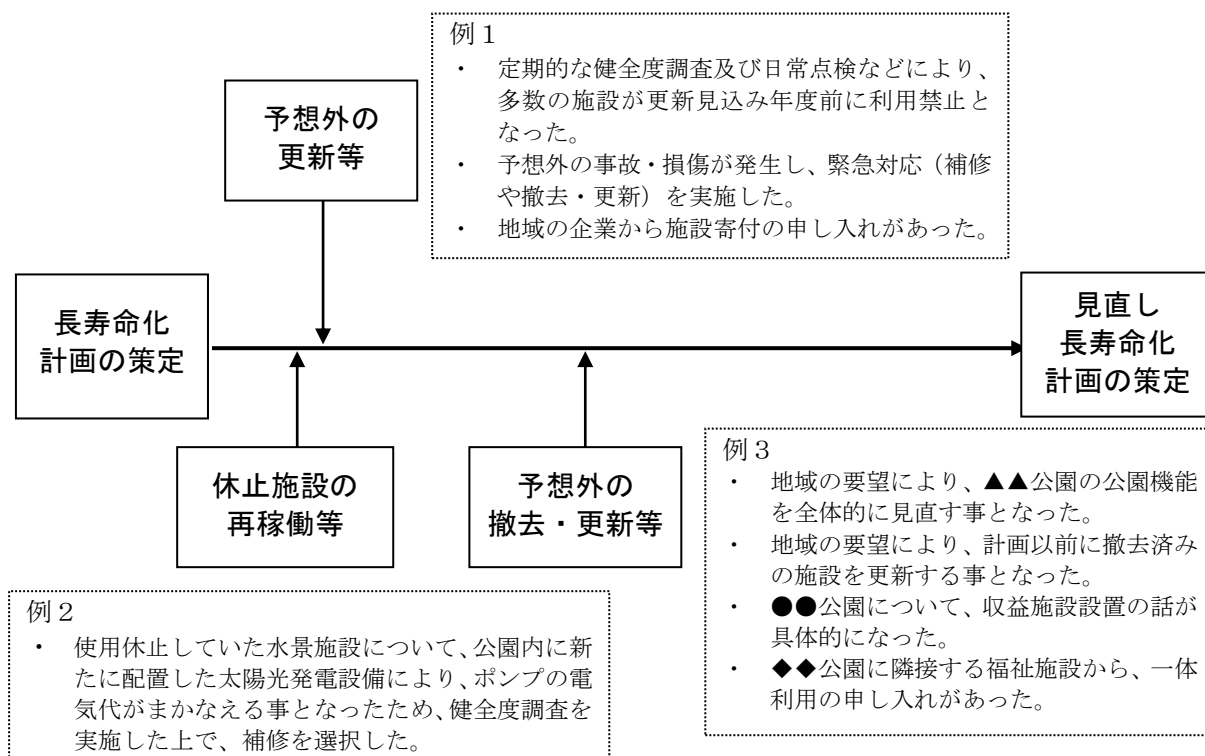 例１
・ 定期的な健全度調査及び日常点検などにより、
多数の施設が更新見込み年度前に利用禁止と
なった。
・ 予想外の事故・損傷が発生し、緊急対応（補修
や撤去・更新）を実施した。
・ 地域の企業から施設寄付の申し入れがあった。
予想外の
更新等
長寿命化
計画の策定
見直し
長寿命化
計画の策定
休止施設の
再稼働等
予想外の
撤去・更新等
例３
・ 地域の要望により、▲▲公園の公園機能
を全体的に見直す事となった。
・ 地域の要望により、計画以前に撤去済み
の施設を更新する事となった。
・ ●●公園について、収益施設設置の話が
具体的になった。
・ ◆◆公園に隣接する福祉施設から、一体
利用の申し入れがあった。
例２
・ 使用休止していた水景施設について、公園内に新
たに配置した太陽光発電設備により、ポンプの電
気代がまかなえる事となったため、健全度調査を
実施した上で、補修を選択した。